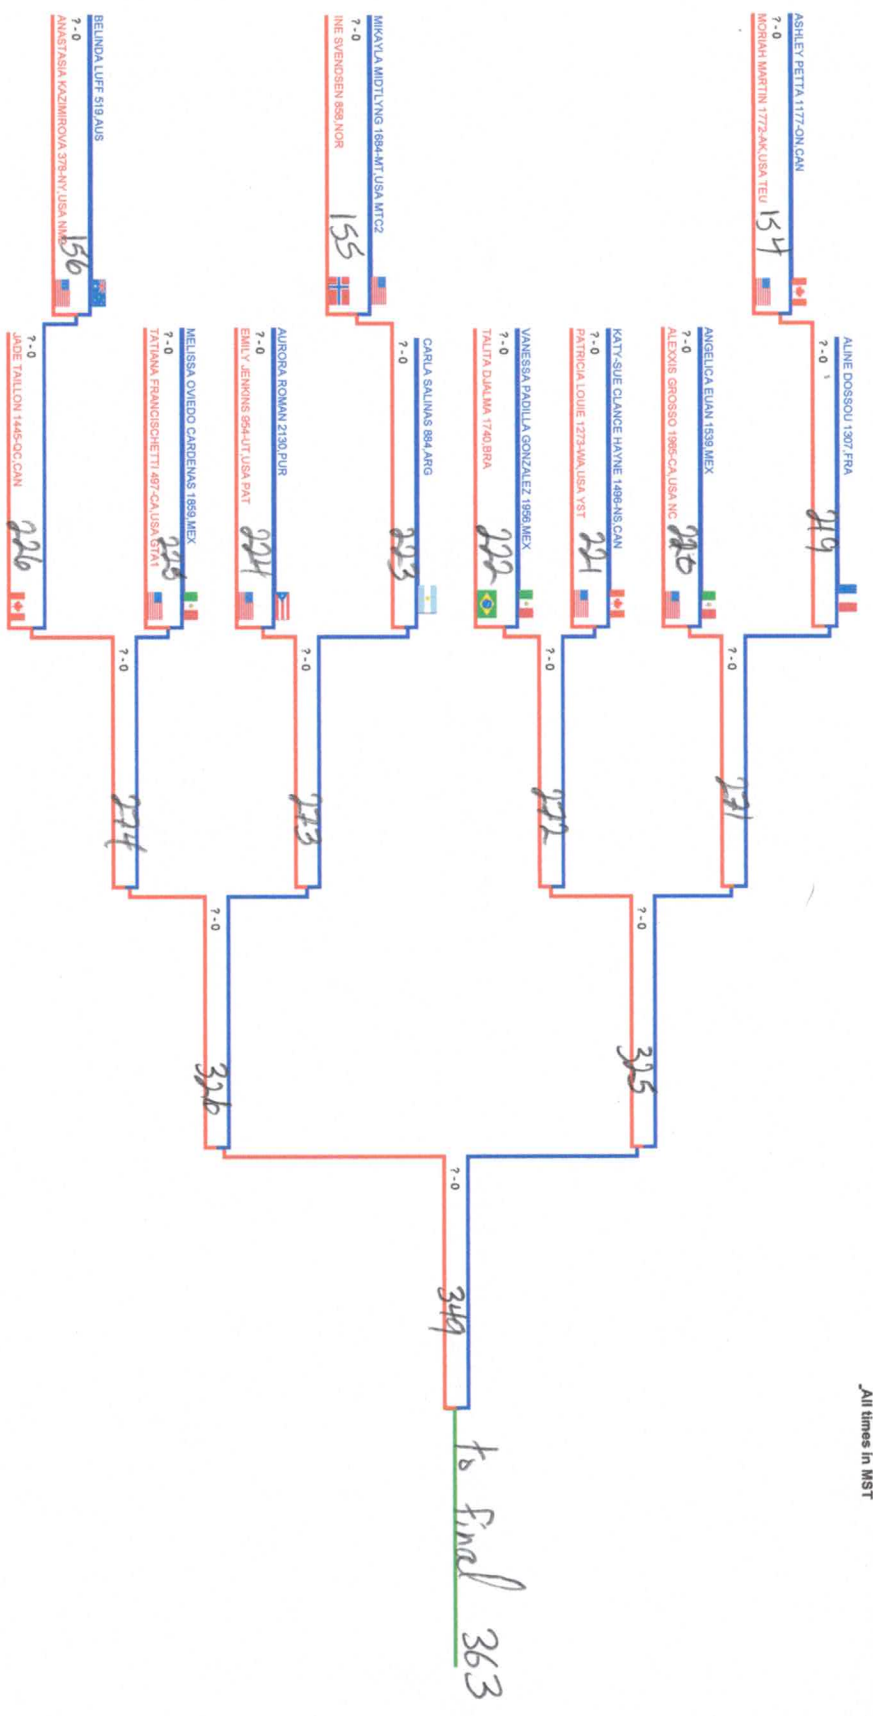 All times in MST
ASHLEY PETTA 1177-ON,CAN
?-0
MORIAH MARTIN 1772-AK,USA TEU
154
ALINE DOSSOU 1307,FRA
?-0
219
ANGELICA EUAN 1539,MEX
?-0
ALEXXIS GROSSO 1985-CA,USA NC
220
KATY-SUE CLANCE HAYNE 1496-NS,CAN
?-0
PATRICIA LOUIE 1273-WA,USA YST
221
VANESSA PADILLA GONZALEZ 1956,MEX
?-0
TALITA DJALMA 1740,BRA
222
MIKAYLA MIDTLYNG 1684-MT,USA MTC2
?-0
INE SVENDSEN 858,NOR
155
CARLA SALINAS 884,ARG
?-0
223
AURORA ROMAN 2130,PUR
?-0
EMILY JENKINS 954-UT,USA PAT
224
MELISSA OVIEDO CARDENAS 1859,MEX
?-0
TATIANA FRANCISCHETTI 497-CA,USA GTA1
225
BELINDA LUFF 519,AUS
?-0
ANASTASIA KAZIMIROVA 378-NY,USA
156
?-0
JADE TAILLON 1445-QC,CAN
226
?-0
271
?-0
272
?-0
273
?-0
274
?-0
325
?-0
326
?-0
349
to final 363